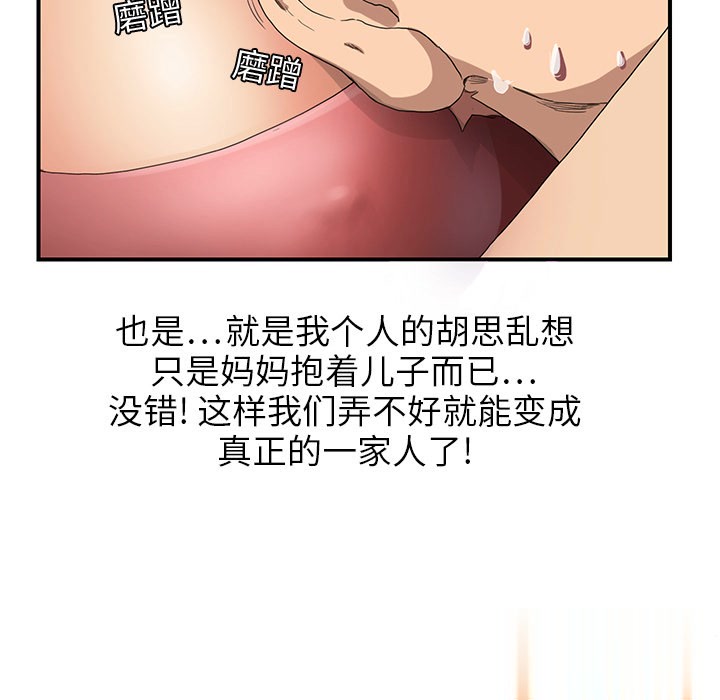 磨蹭
磨蹭
也是...就是我个人的胡思乱想
只是妈妈抱着儿子而已...
没错! 这样我们弄不好就能变成
真正的一家人了!